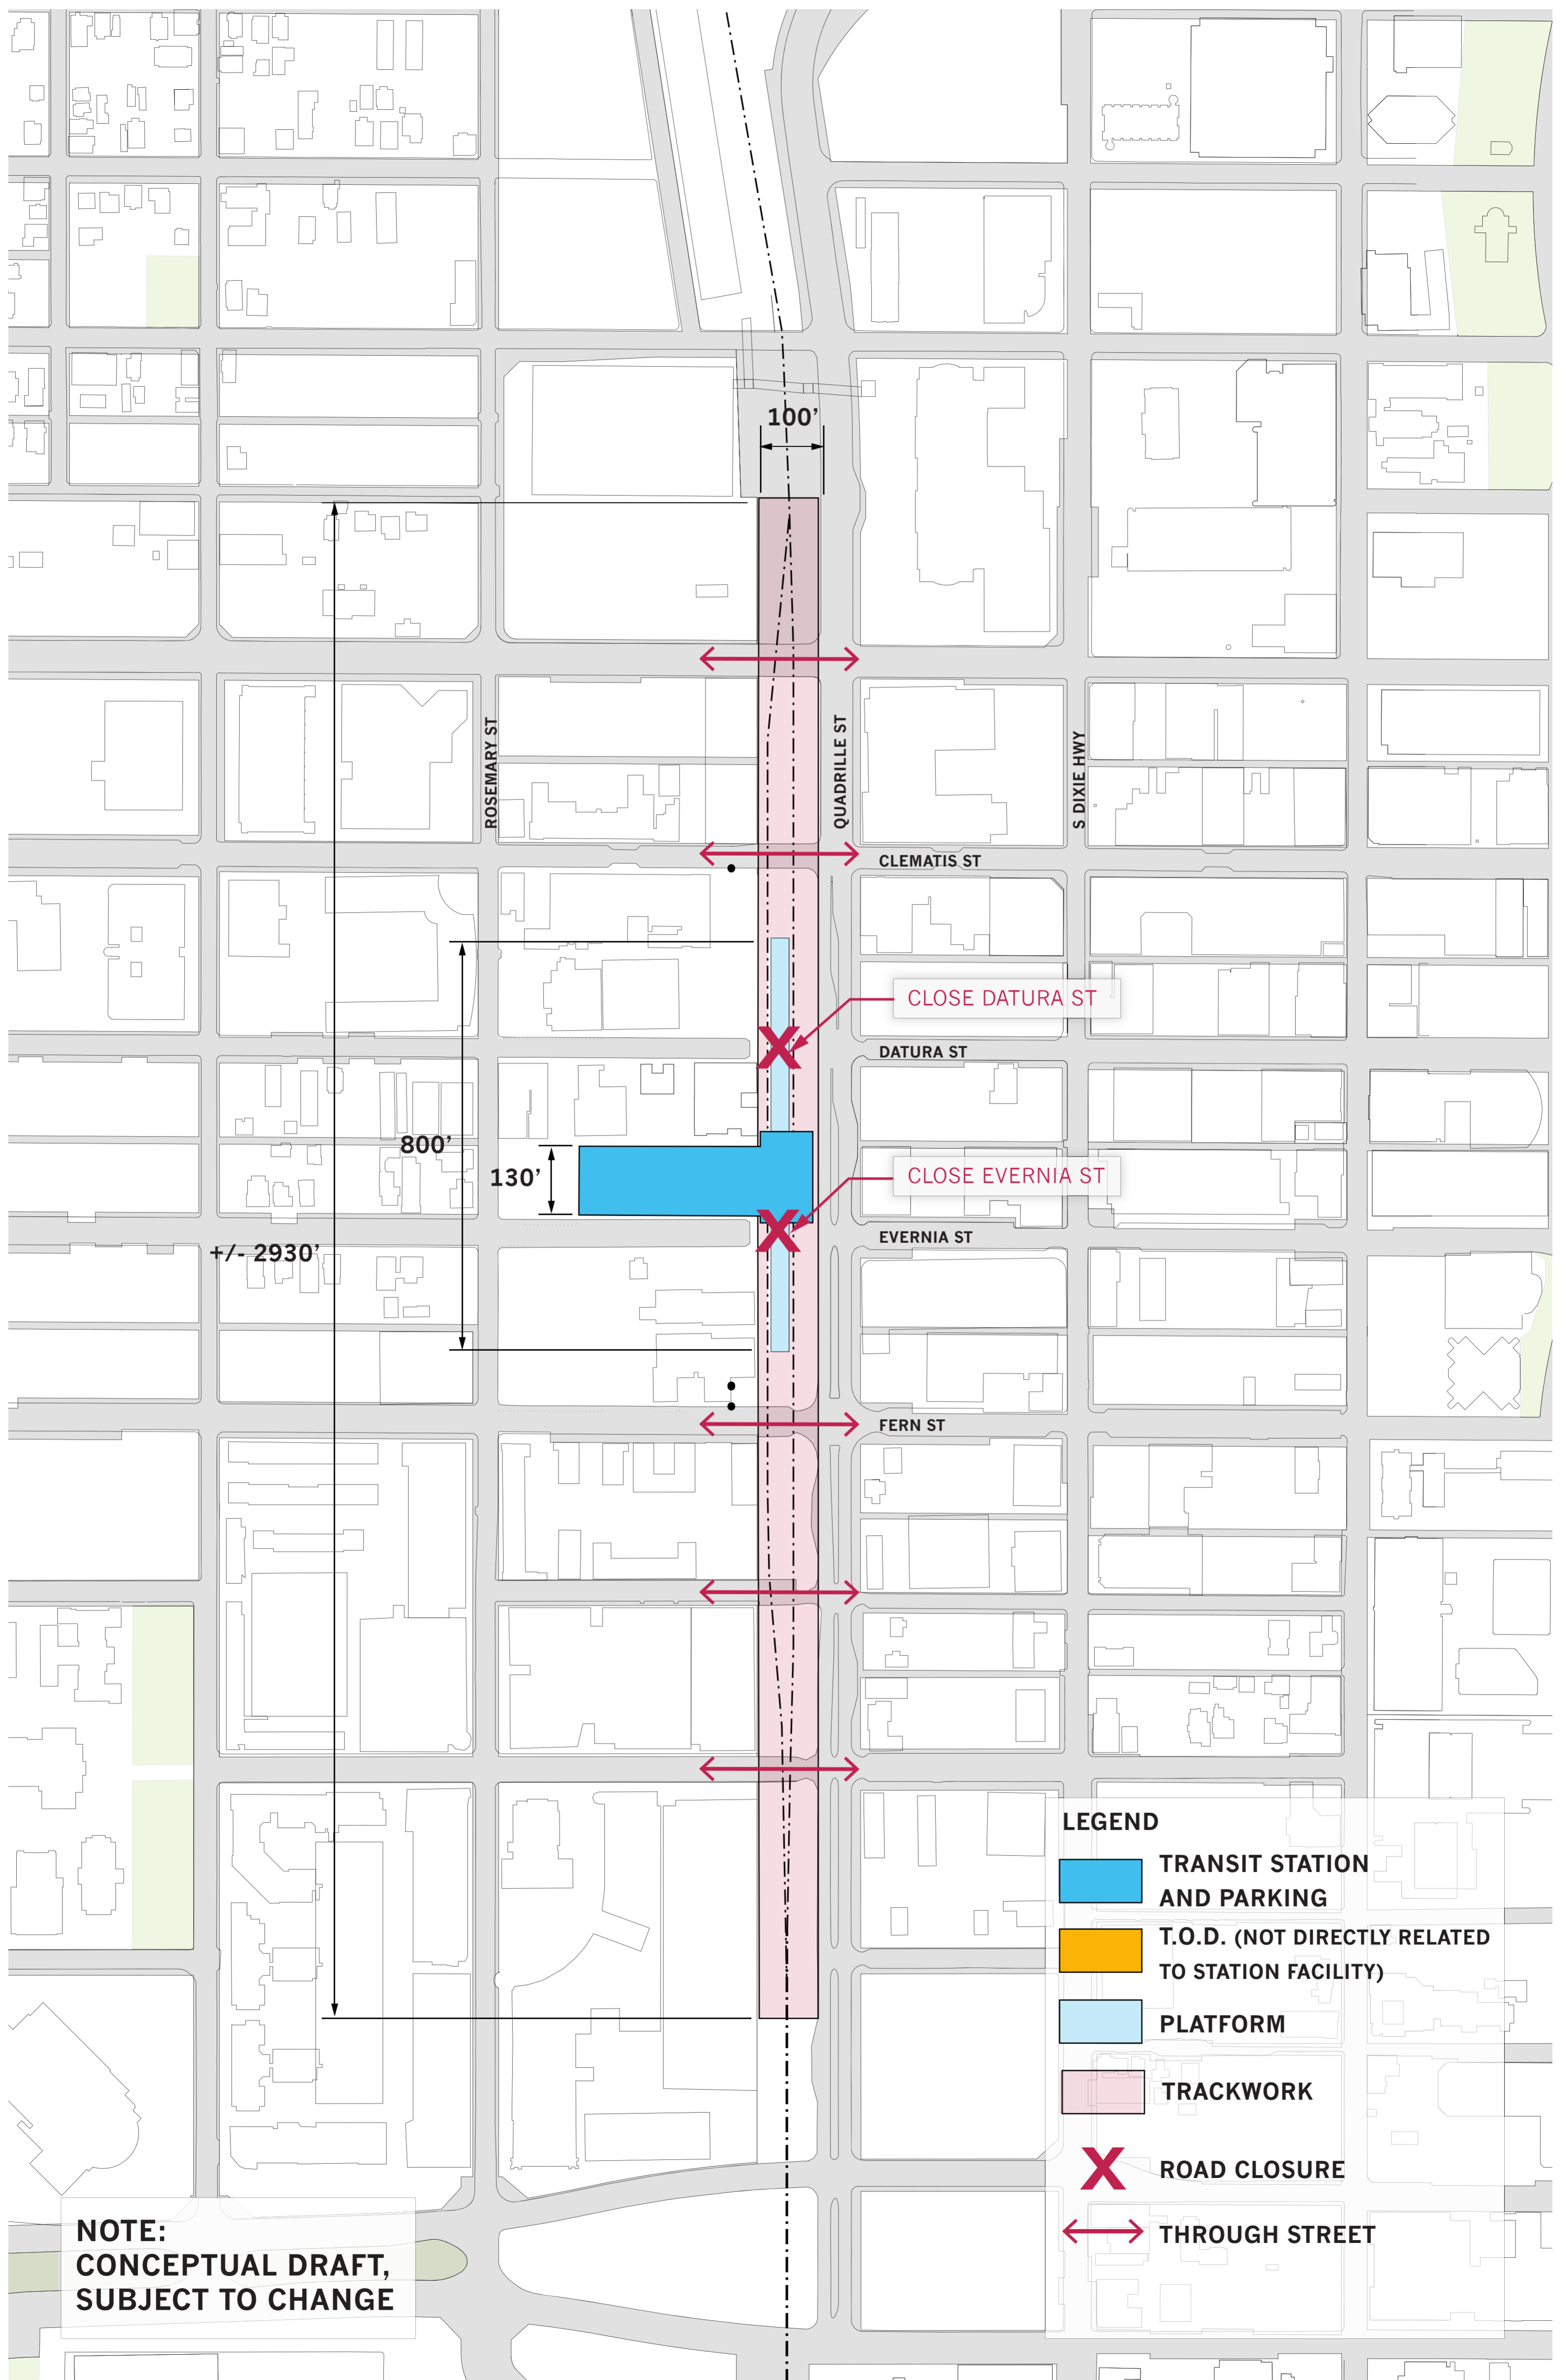 100’
ROSEMARY ST
QUADRILLE ST
S DIXIE HWY
CLEMATIS ST
CLOSE DATURA ST
DATURA ST
800’
130’
CLOSE EVERNIA ST
EVERNIA ST
+/- 2930’
FERN ST
LEGEND
TRANSIT STATION
AND PARKING
T.O.D. (NOT DIRECTLY RELATED
TO STATION FACILITY)
PLATFORM
TRACKWORK
X ROAD CLOSURE
THROUGH STREET
NOTE:
CONCEPTUAL DRAFT,
SUBJECT TO CHANGE